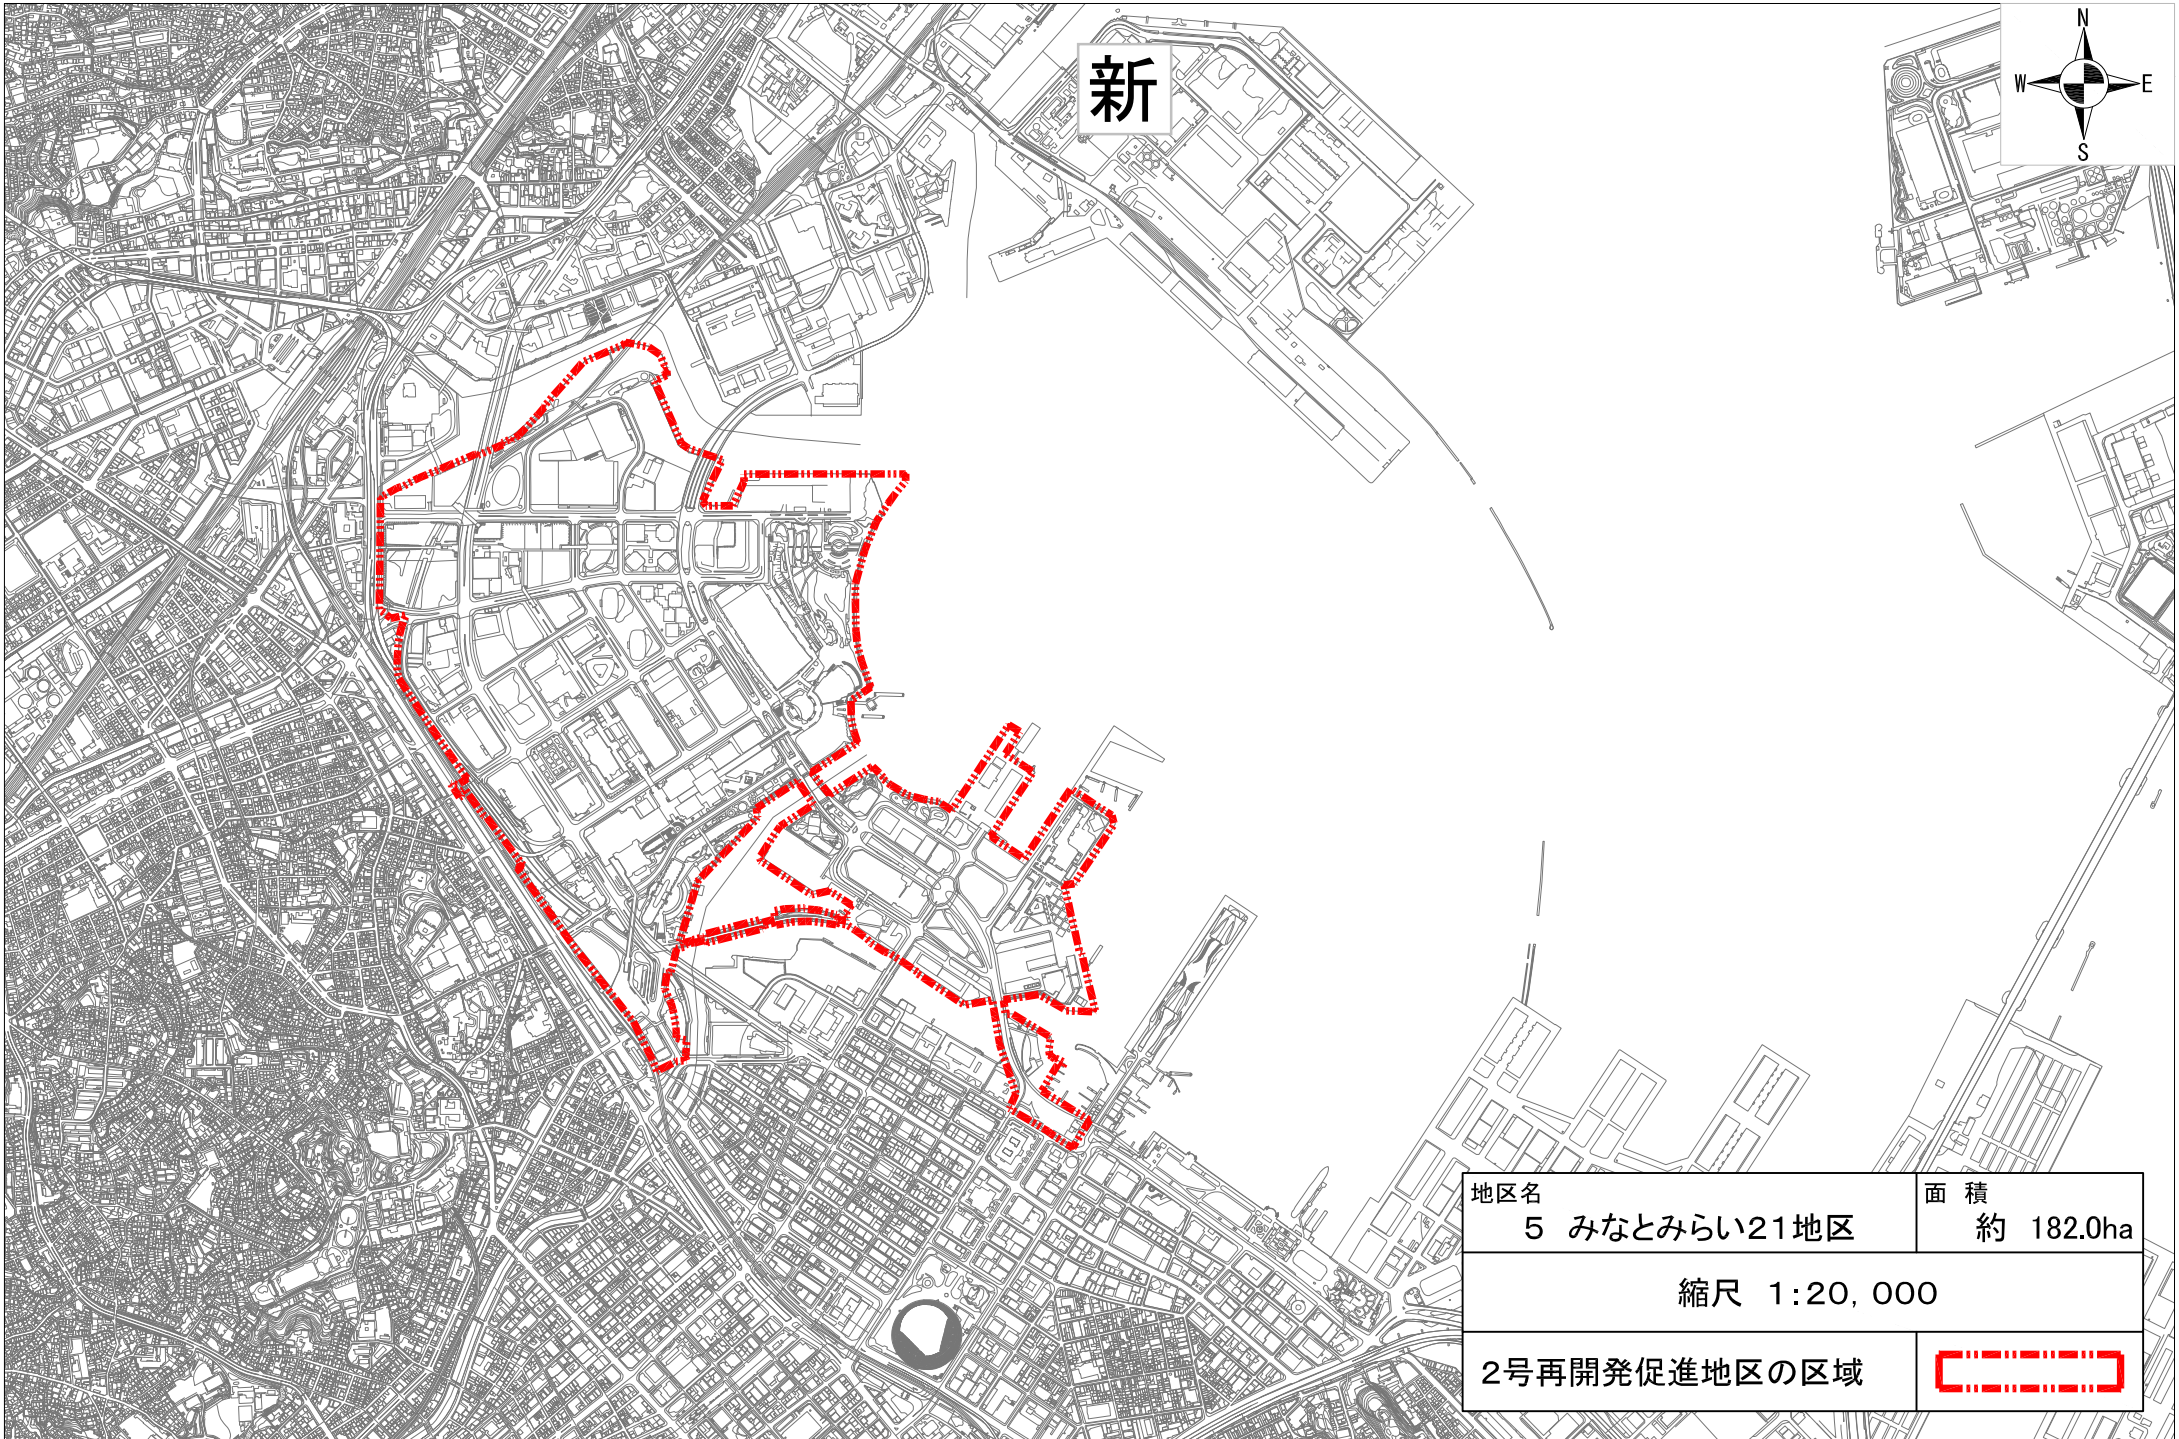 新
N
W E
S
地区名
5 みなとみらい21地区
面 積
約 182.0ha
縮尺 1:20,000
2号再開発促進地区の区域